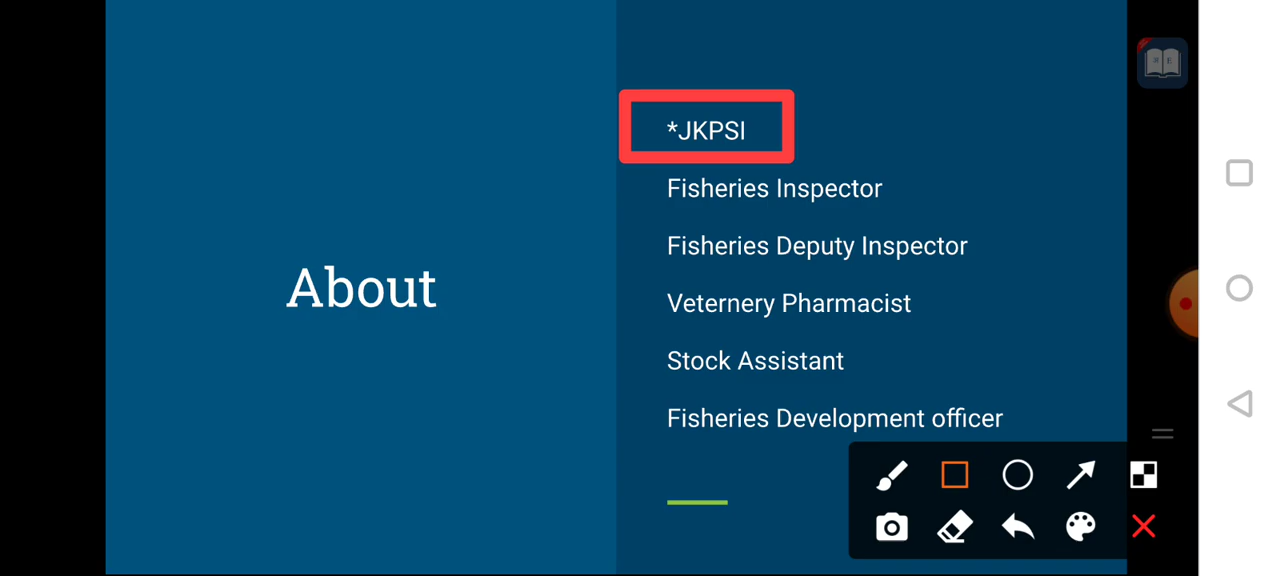 About
*JKPSI
Fisheries Inspector
Fisheries Deputy Inspector
Veternery Pharmacist
Stock Assistant
Fisheries Development officer